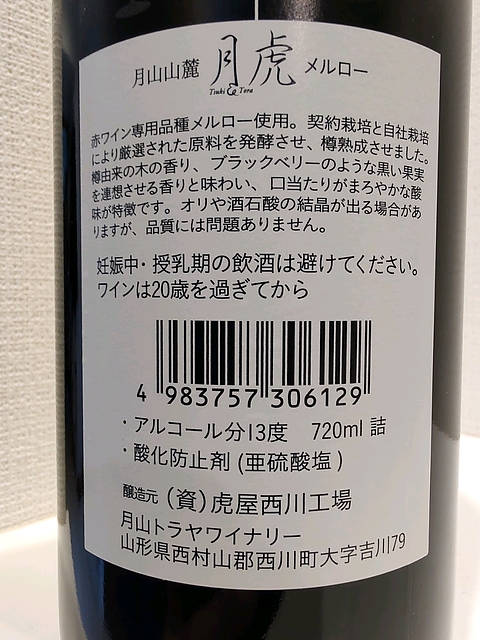 月山山麓 月虎 メルロー
Tsuki & Tora
赤ワイン専用品種メルロー使用。契約栽培と自社栽培
により厳選された原料を発酵させ、樽熟成させました。
樽由来の木の香り、ブラックベリーのような黒い果実
を連想させる香りと味わい、口当たりがまろやかな酸
味が特徴です。オリや酒石酸の結晶が出る場合があ
りますが、品質には問題ありません。
妊娠中・授乳期の飲酒は避けてください。
ワインは20歳を過ぎてから
4 983757 306129
・アルコール分13度 720ml 詰
・酸化防止剤 (亜硫酸塩)
醸造元 (資)虎屋西川工場
月山トラヤワイナリー
山形県西村山郡西川町大字吉川79